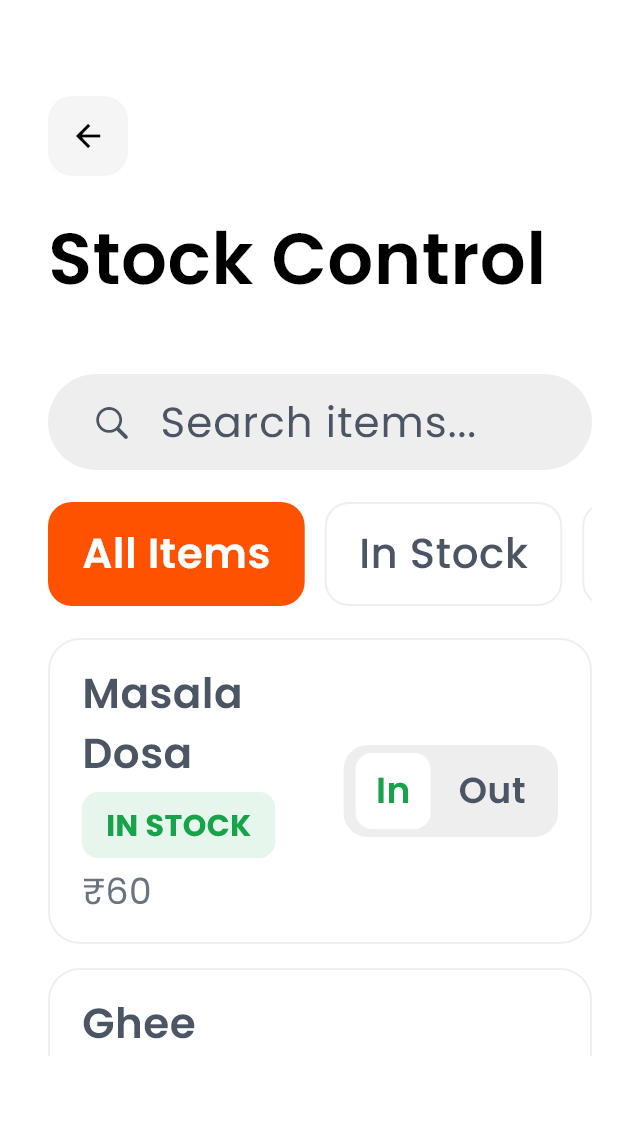 Stock Control
Search items...
All Items
In Stock
Masala
Dosa
In
Out
IN STOCK
₹60
Ghee